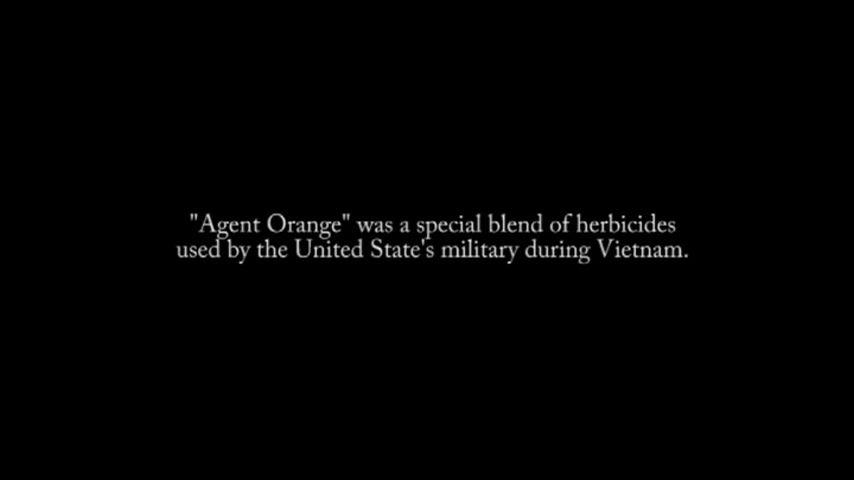 "Agent Orange" was a special blend of herbicides
used by the United State's military during Vietnam.